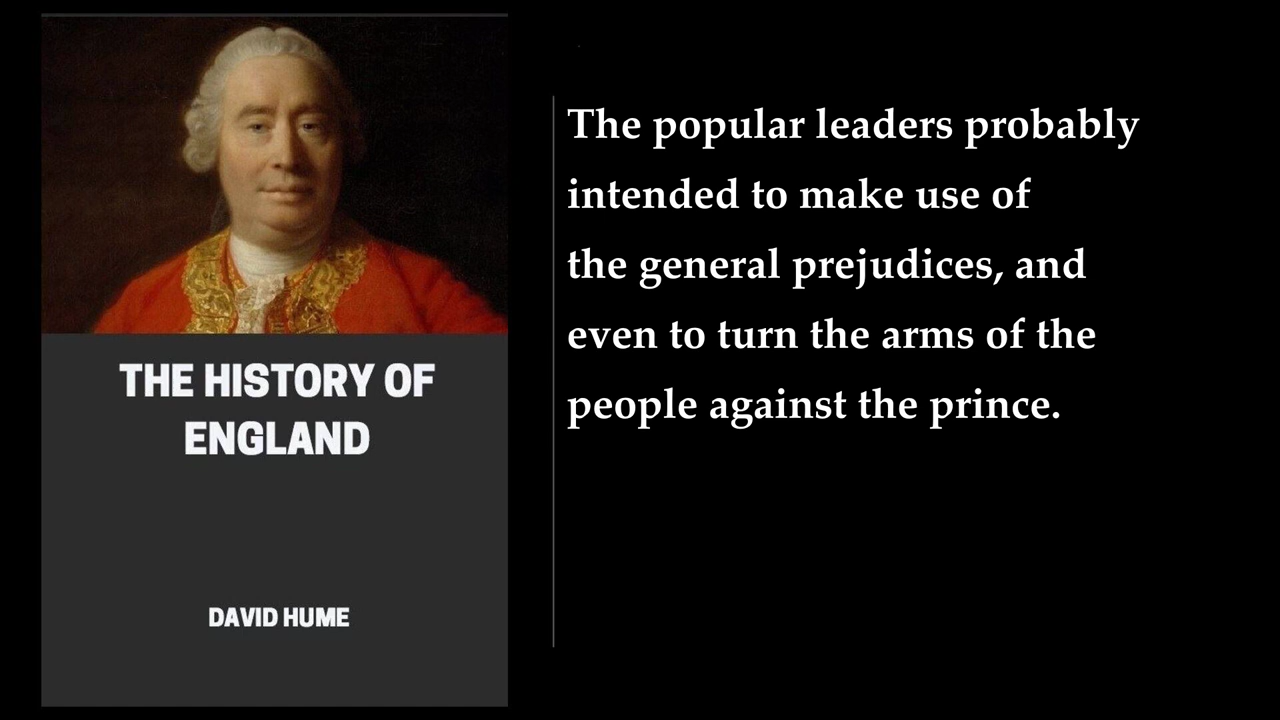 THE HISTORY OF
ENGLAND
DAVID HUME
The popular leaders probably
intended to make use of
the general prejudices, and
even to turn the arms of the
people against the prince.